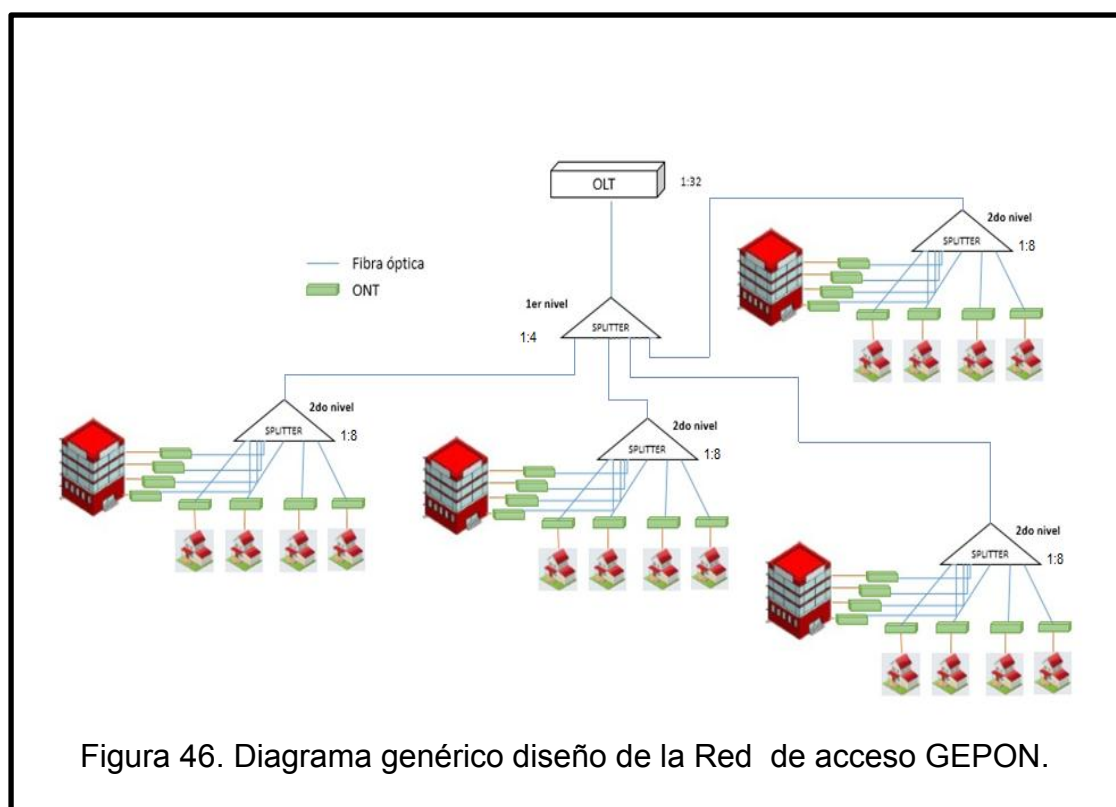 OLT
1:32
2do nivel
SPLITTER
1:8
Fibra óptica
ONT
1er nivel
SPLITTER
1:4
2do nivel
SPLITTER
1:8
2do nivel
SPLITTER
1:8
2do nivel
SPLITTER
1:8
Figura 46. Diagrama genérico diseño de la Red de acceso GEPON.